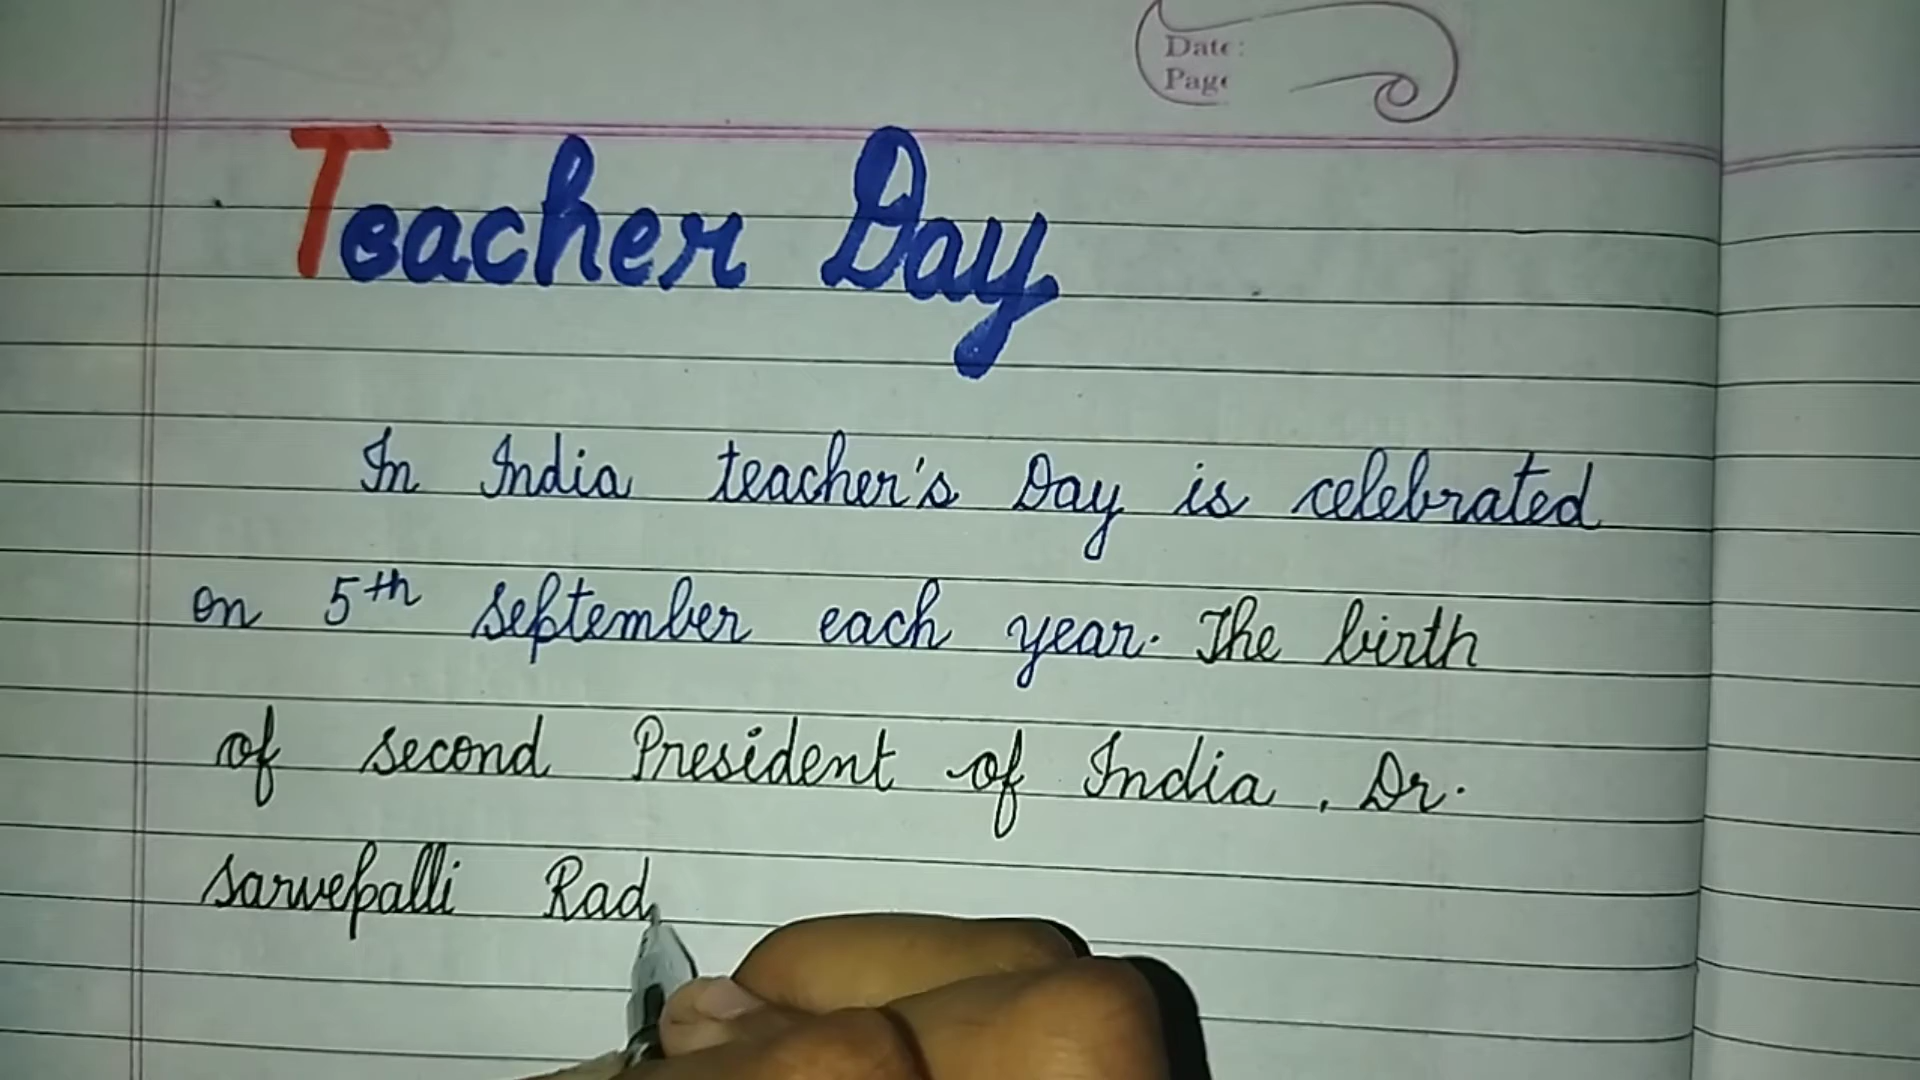 Date:
Page
Teacher Day
In India teacher's Day is celebrated
on 5th september each year. The birth
of second President of India, Dr.
sarvepalli Rad